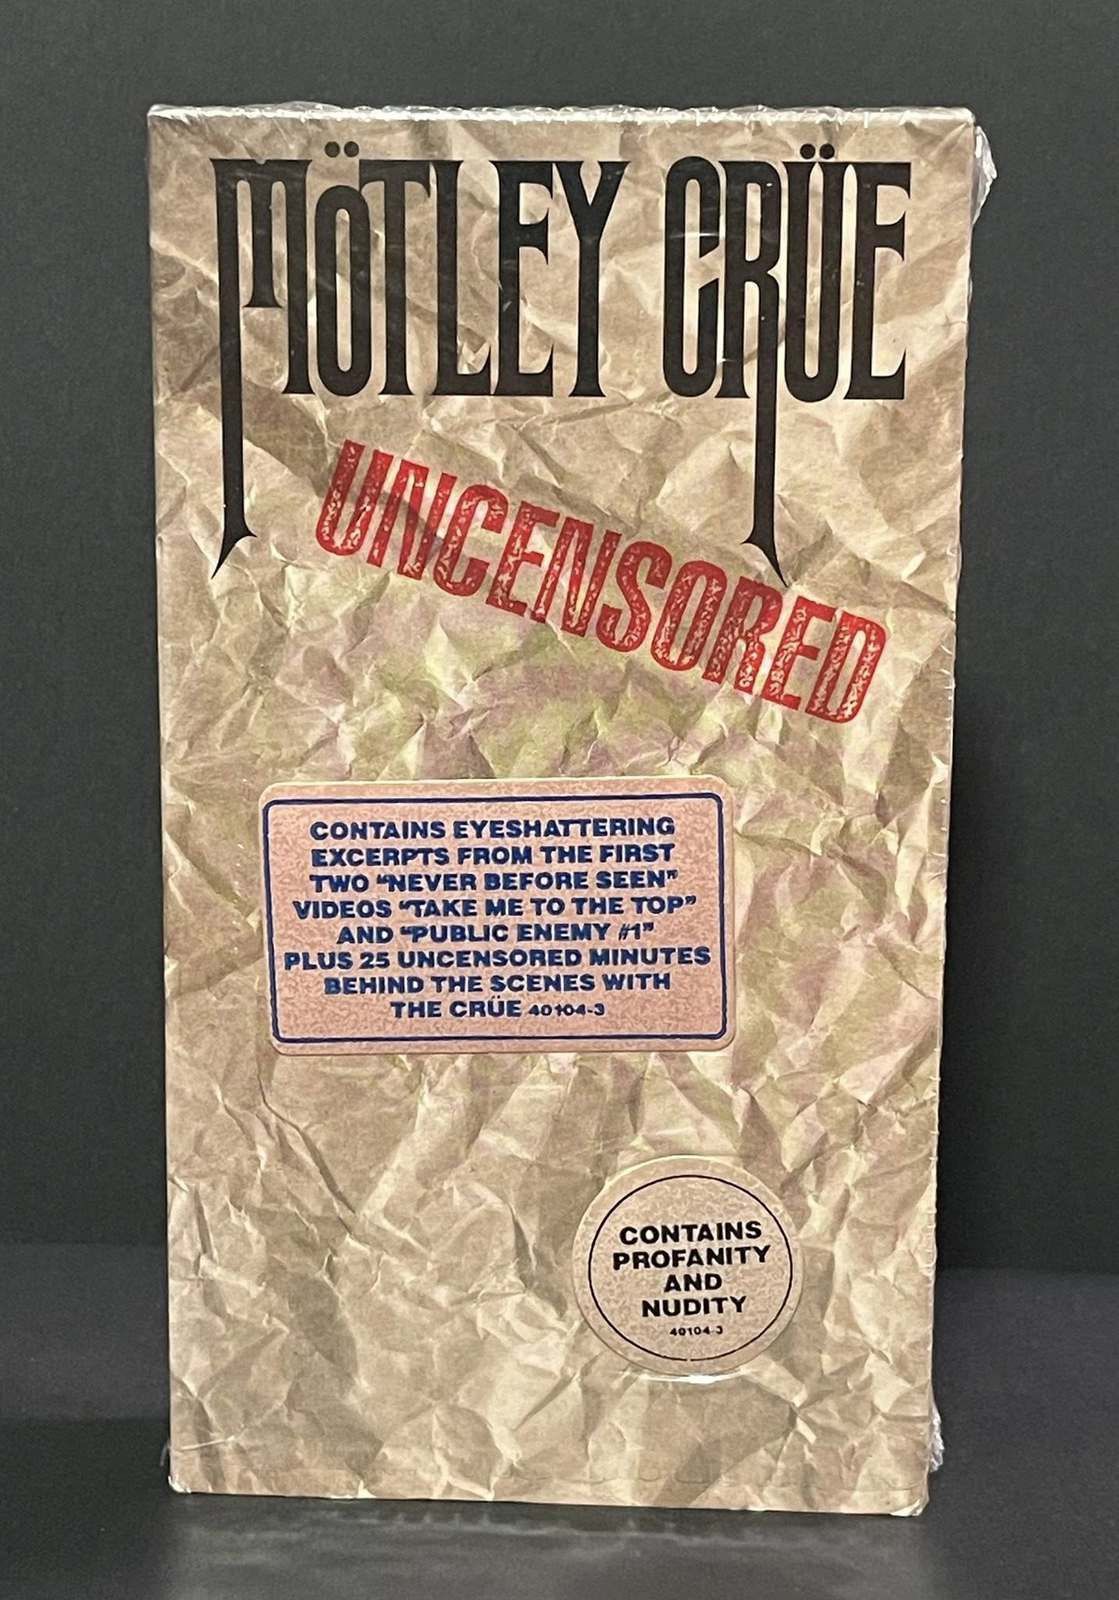 MÖTLEY CRÜE
UNCENSORED
CONTAINS EYESHATTERING
EXCERPTS FROM THE FIRST
TWO “NEVER BEFORE SEEN”
VIDEOS “TAKE ME TO THE TOP”
AND “PUBLIC ENEMY #1”
PLUS 25 UNCENSORED MINUTES
BEHIND THE SCENES WITH
THE CRÜE 40104-3
CONTAINS
PROFANITY
AND
NUDITY
40104-3